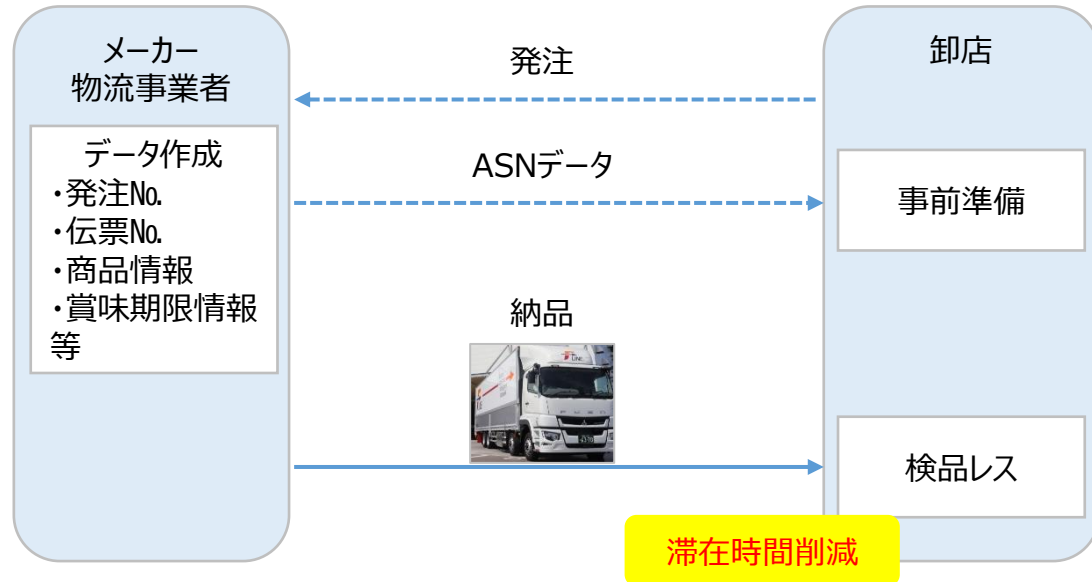 メーカー
物流事業者
データ作成
・発注№
・伝票№
・商品情報
・賞味期限情報
等
発注
ASNデータ
納品
卸店
事前準備
検品レス
滞在時間削減